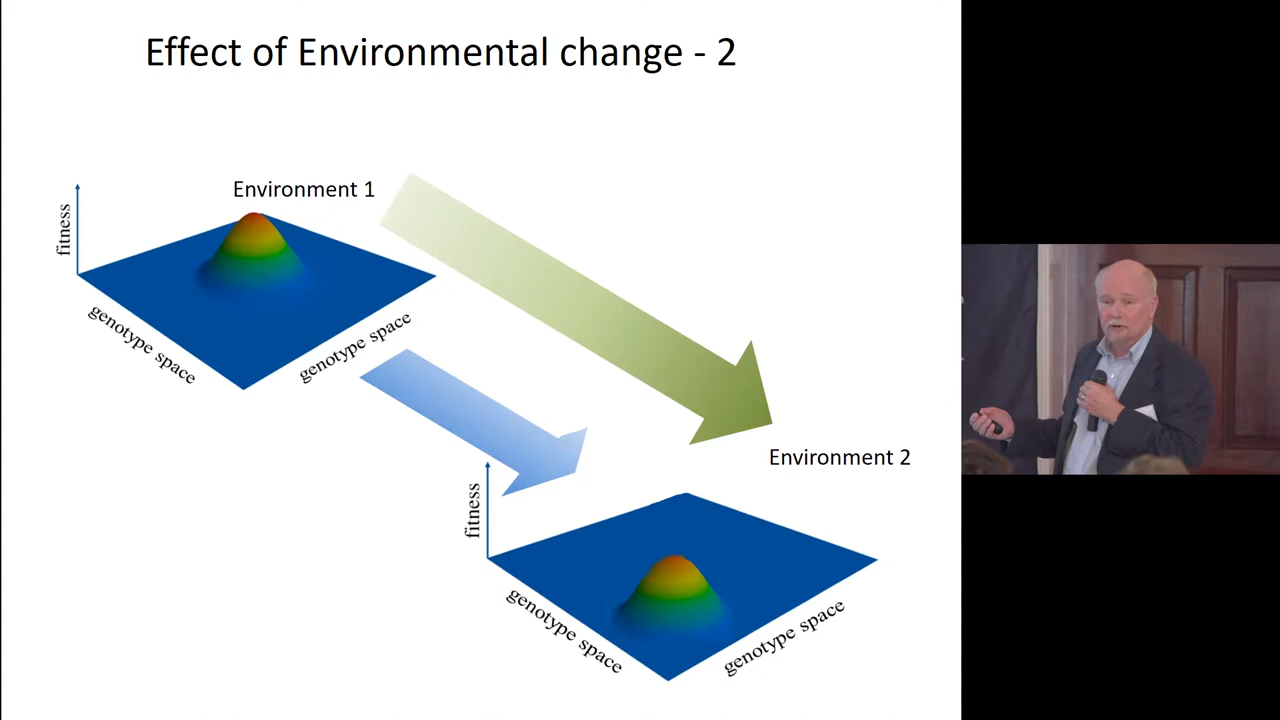 Effect of Environmental change - 2
Environment 1
fitness
genotype space
genotype space
Environment 2
fitness
genotype space
genotype space